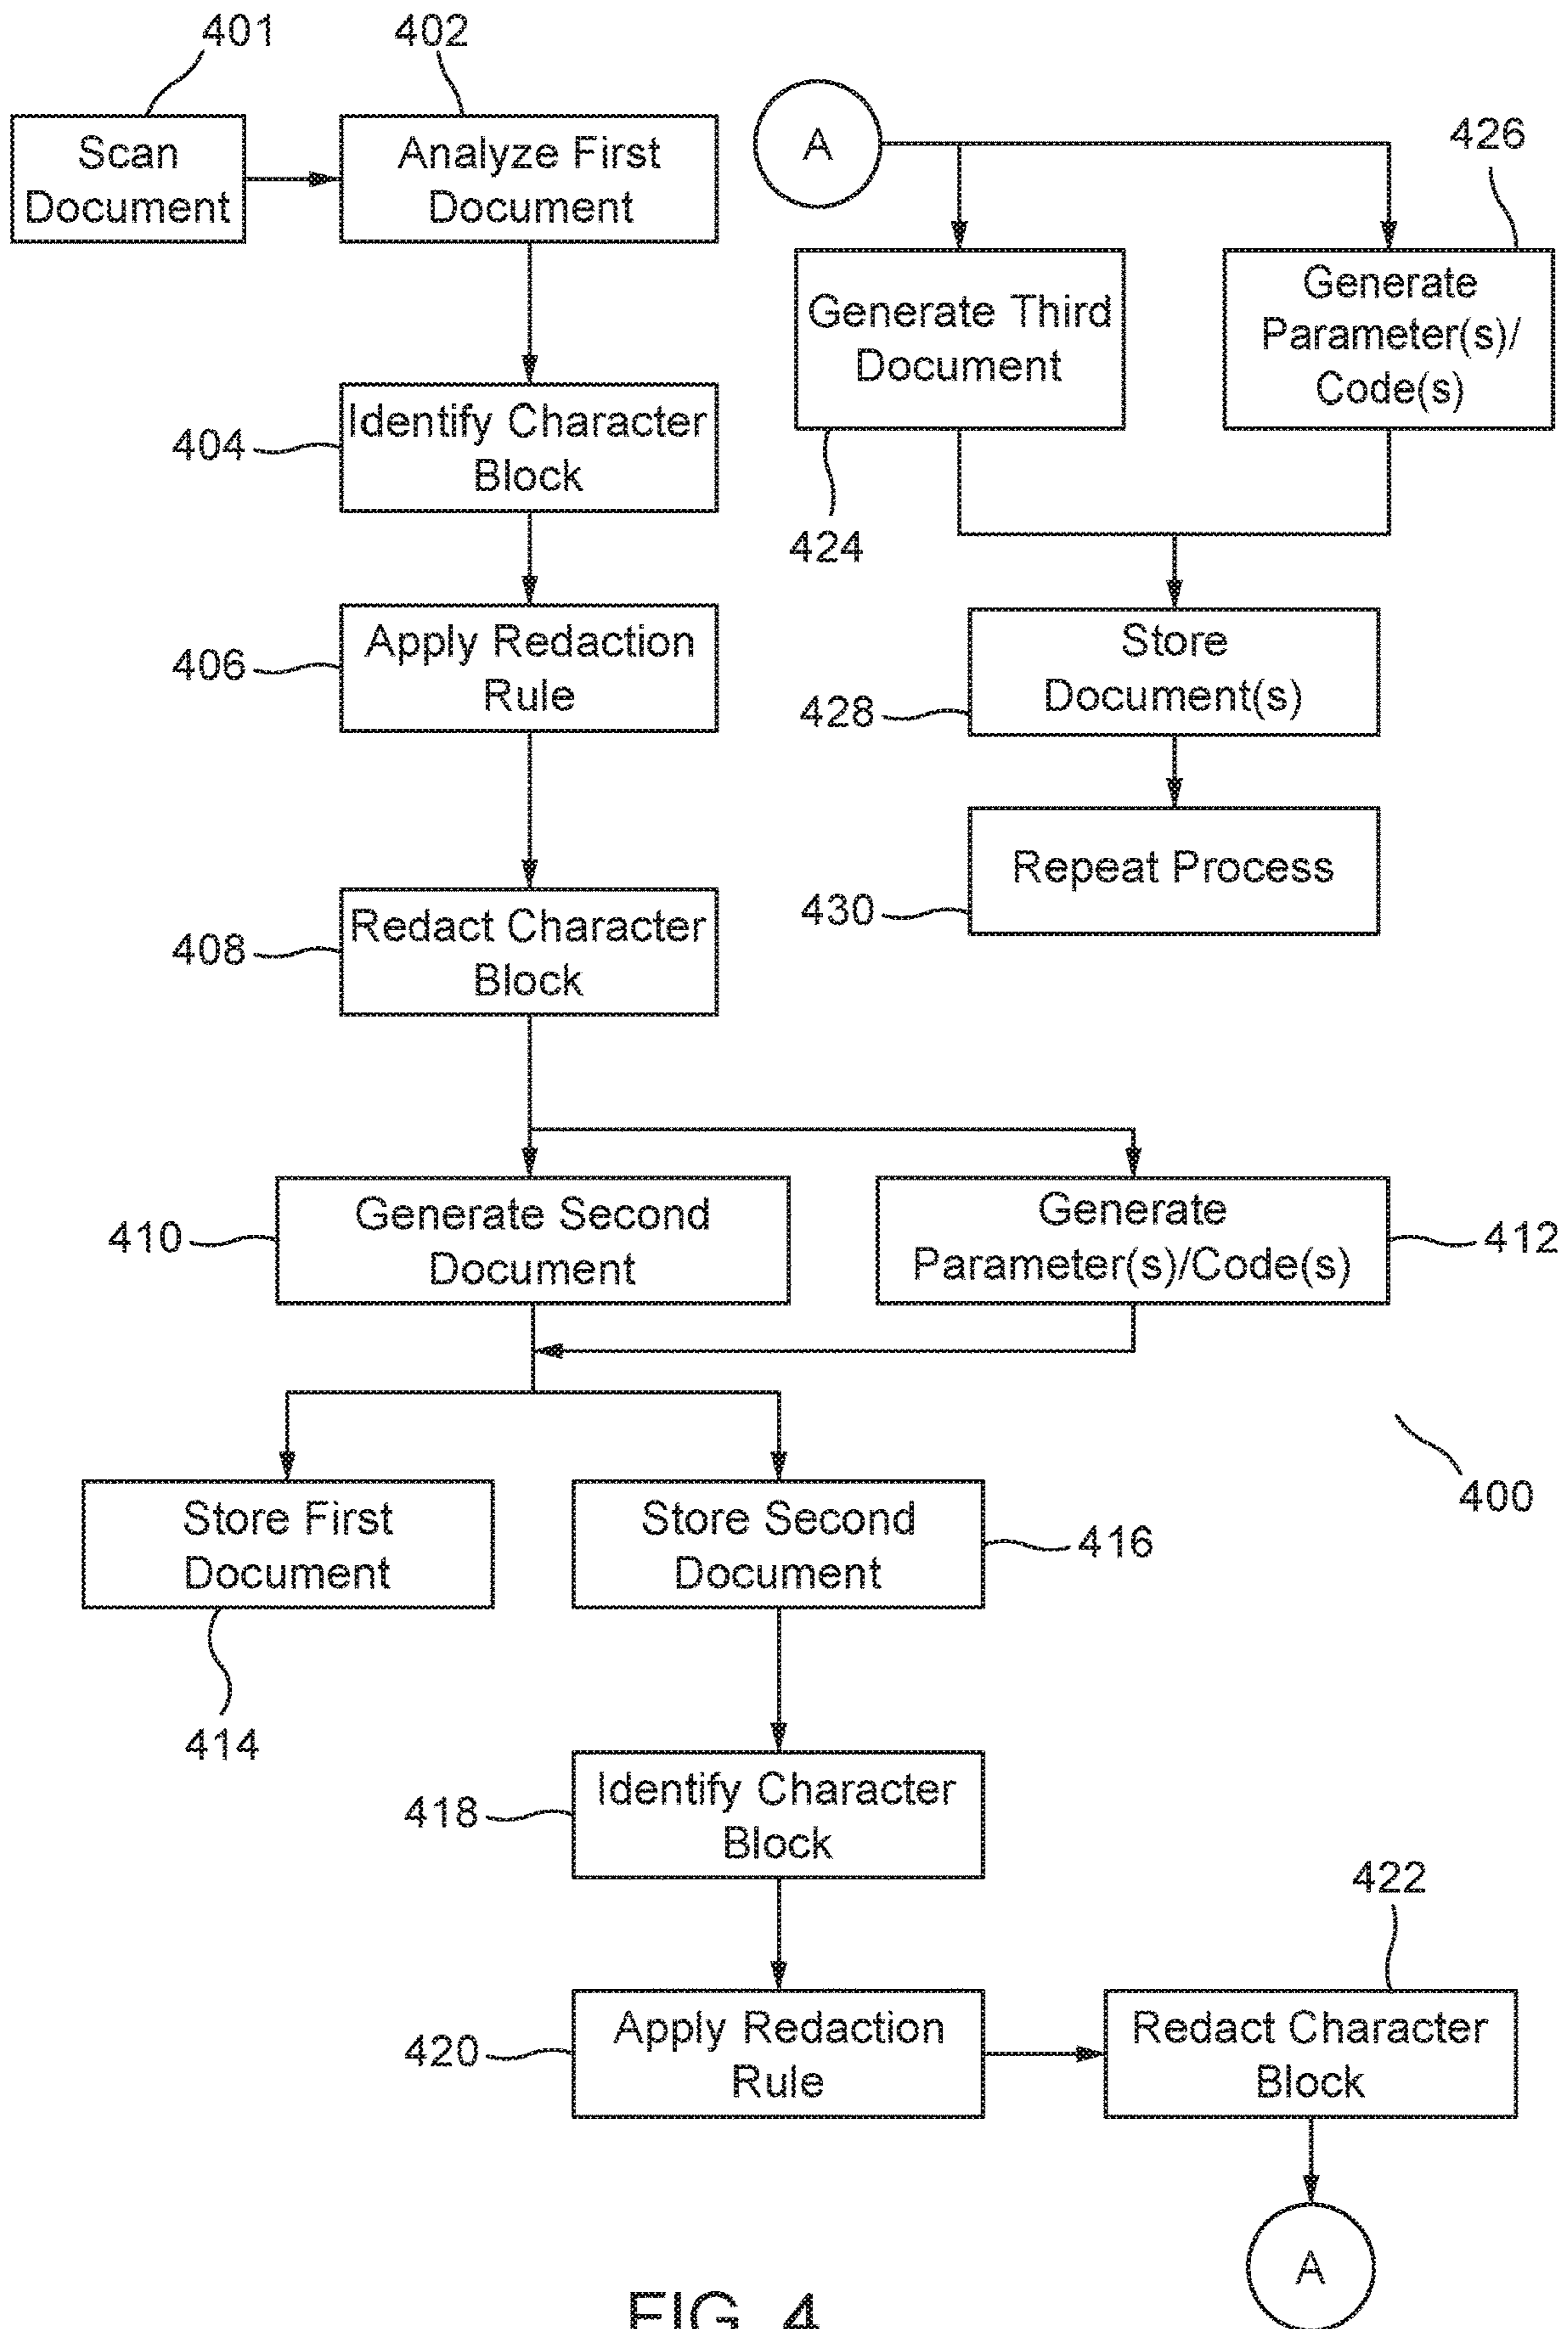 401
402
Scan
Document
Analyze First
Document
404
Identify Character
Block
406
Apply Redaction
Rule
408
Redact Character
Block
410
Generate Second
Document
Generate
Parameter(s)/Code(s)
412
Store First
Document
414
Store Second
Document
416
400
418
Identify Character
Block
420
Apply Redaction
Rule
422
Redact Character
Block
A
A
426
Generate Third
Document
424
Generate
Parameter(s)/
Code(s)
Store
Document(s)
428
Repeat Process
430
FIG. 4